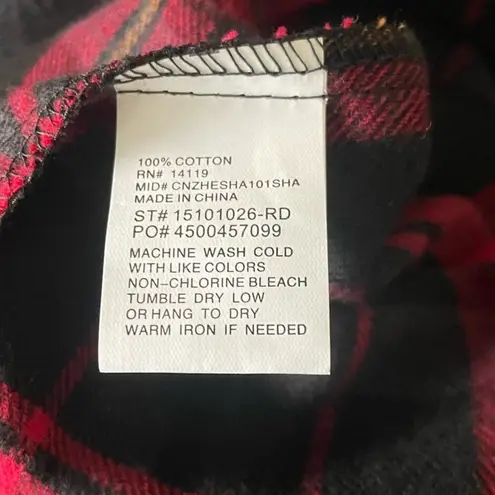 100% COTTON
RN# 14119
MID# CNZHESHA101SHA
MADE IN CHINA
ST# 15101026-RD
PO# 4500457099
MACHINE WASH COLD
WITH LIKE COLORS
NON-CHLORINE BLEACH
TUMBLE DRY LOW
OR HANG TO DRY
WARM IRON IF NEEDED